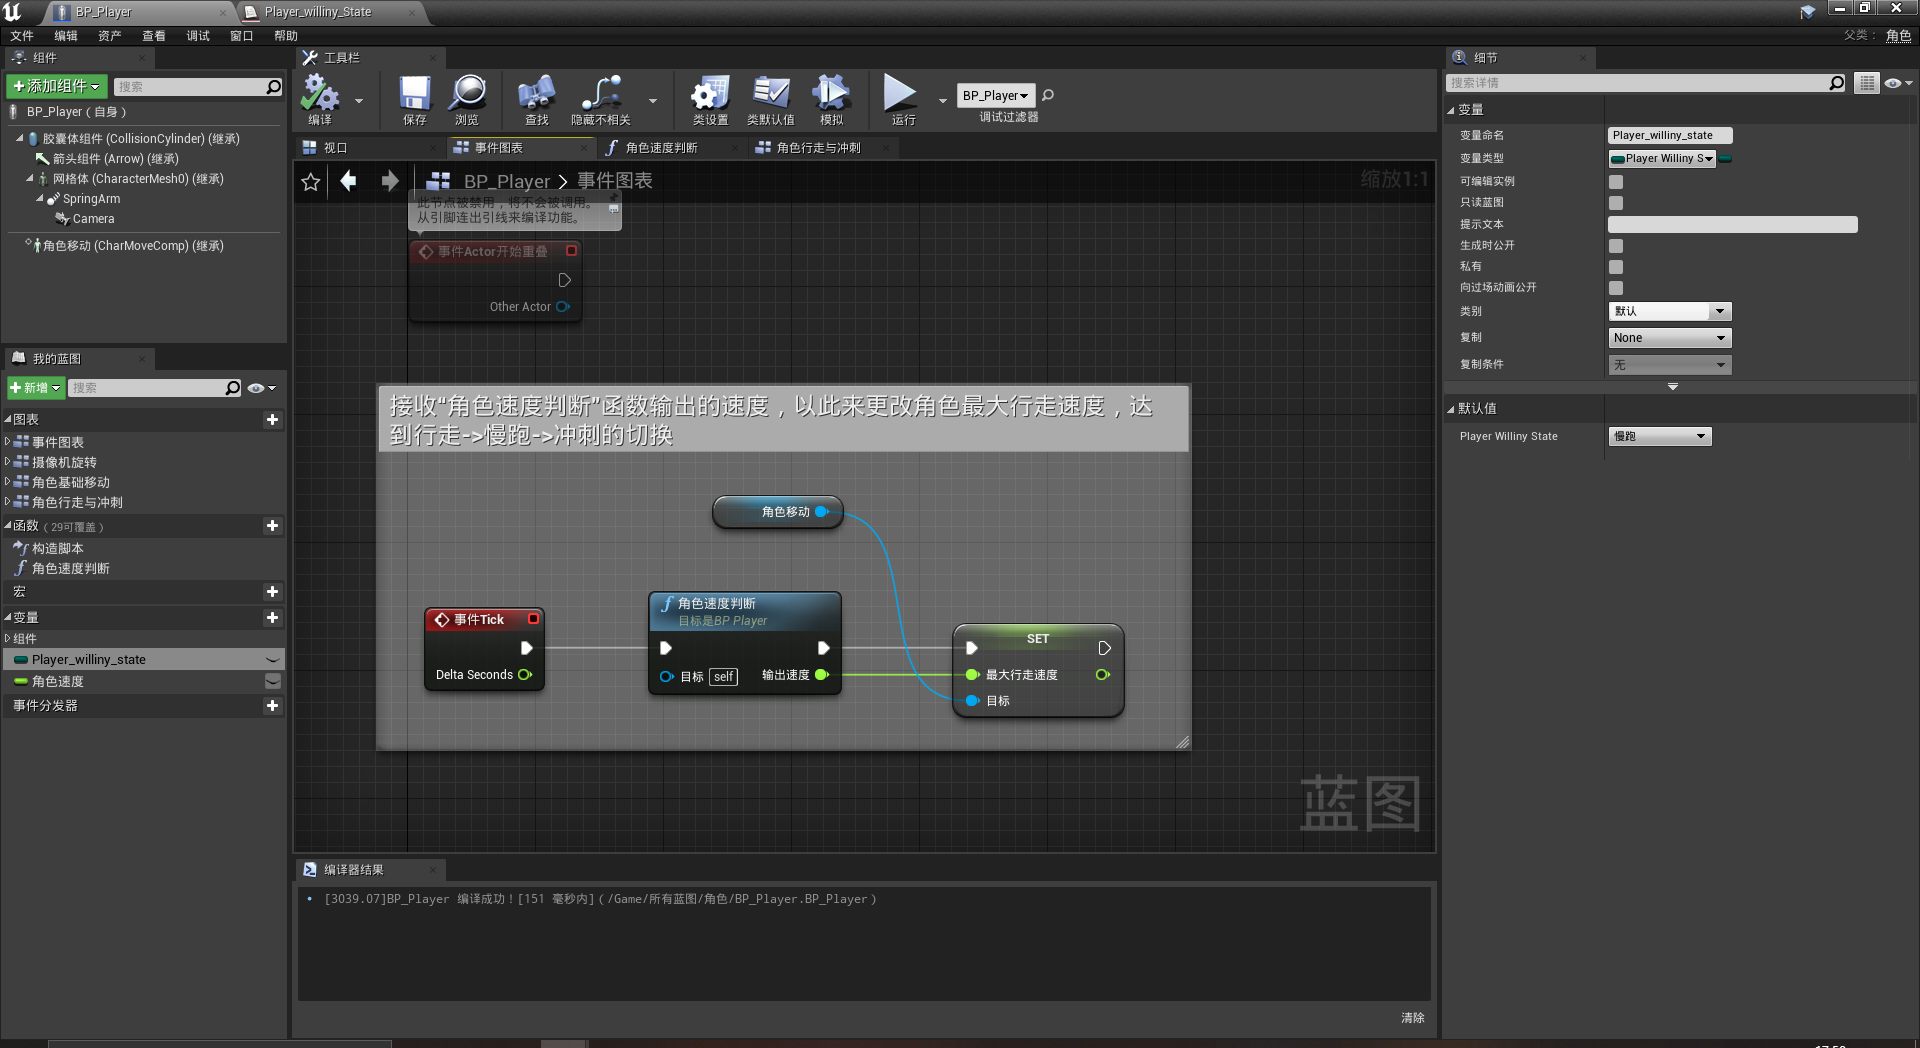 BP_Player
Player_williny_State
文件 编辑 资产 查看 调试 窗口 帮助
父类： 角色
组件
添加组件
搜索
BP_Player（自身）
胶囊体组件 (CollisionCylinder) (继承)
箭头组件 (Arrow) (继承)
网格体 (CharacterMesh0) (继承)
SpringArm
Camera
角色移动 (CharMoveComp) (继承)
我的蓝图
新增
搜索
图表
事件图表
摄像机旋转
角色基础移动
角色行走与冲刺
函数（29可覆盖）
构造脚本
角色速度判断
宏
变量
组件
Player_williny_state
角色速度
事件分发器
工具栏
编译
保存
浏览
查找
隐藏不相关
类设置
类默认值
模拟
运行
BP_Player
调试过滤器
视口
事件图表
角色速度判断
角色行走与冲刺
BP_Player > 事件图表
缩放1:1
此节点被禁用，将不会被调用。
从引脚连出引线来编译功能。
事件Actor开始重叠
Other Actor
接收“角色速度判断”函数输出的速度，以此来更改角色最大行走速度，达
到行走->慢跑->冲刺的切换
角色移动
事件Tick
Delta Seconds
角色速度判断
目标是BP Player
目标 self
输出速度
SET
最大行走速度
目标
蓝图
编译器结果
[3039.07]BP_Player 编译成功！[151 毫秒内]（/Game/所有蓝图/角色/BP_Player.BP_Player）
清除
细节
搜索详情
变量
变量命名 Player_williny_state
变量类型 Player Williny S
可编辑实例
只读蓝图
提示文本
生成时公开
私有
向过场动画公开
类别 默认
复制 None
复制条件 无
默认值
Player Williny State 慢跑